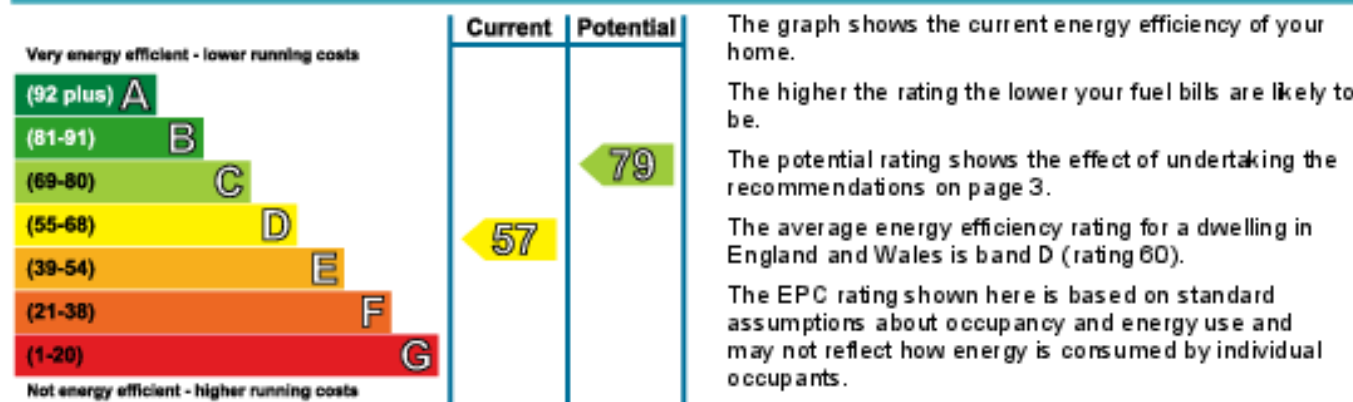 Current Potential
Very energy efficient - lower running costs
(92 plus) A
(81-91) B
(69-80) C
(55-68) D
(39-54) E
(21-38) F
(1-20) G
Not energy efficient - higher running costs
57
79
The graph shows the current energy efficiency of your
home.
The higher the rating the lower your fuel bills are likely to
be.
The potential rating shows the effect of undertaking the
recommendations on page 3.
The average energy efficiency rating for a dwelling in
England and Wales is band D (rating 60).
The EPC rating shown here is based on standard
assumptions about occupancy and energy use and
may not reflect how energy is consumed by individual
occupants.